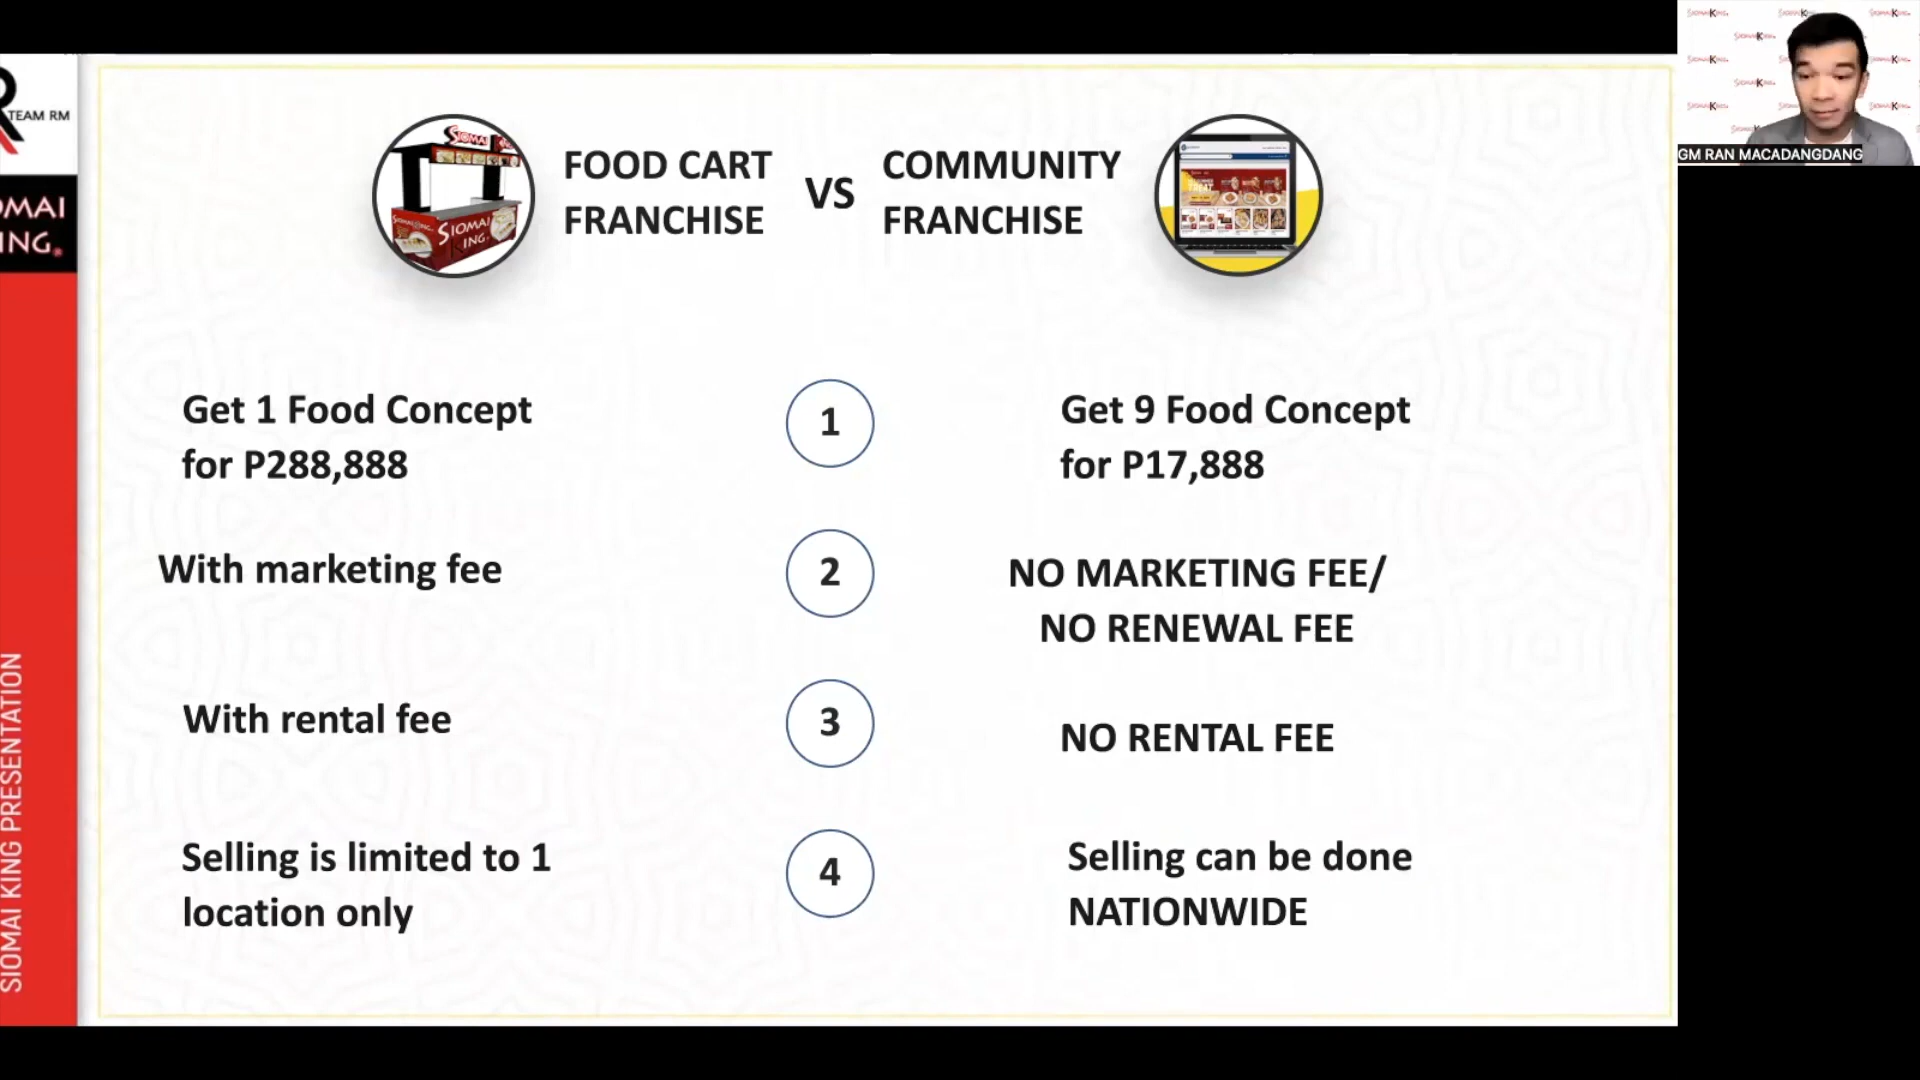 TEAM RM
OMAI
ING.
SIOMAI KING PRESENTATION
FOOD CART
FRANCHISE
VS
COMMUNITY
FRANCHISE
SIOMAI
KING
Get 1 Food Concept
for P288,888
1
Get 9 Food Concept
for P17,888
With marketing fee
2
NO MARKETING FEE/
NO RENEWAL FEE
With rental fee
3
NO RENTAL FEE
Selling is limited to 1
location only
4
Selling can be done
NATIONWIDE
GM RAN MACADANGDANG